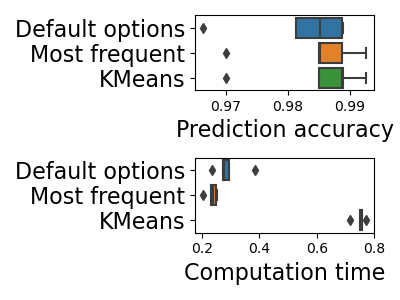 Default options
Most frequent
KMeans
0.97 0.98 0.99
Prediction accuracy
Default options
Most frequent
KMeans
0.2 0.4 0.6 0.8
Computation time